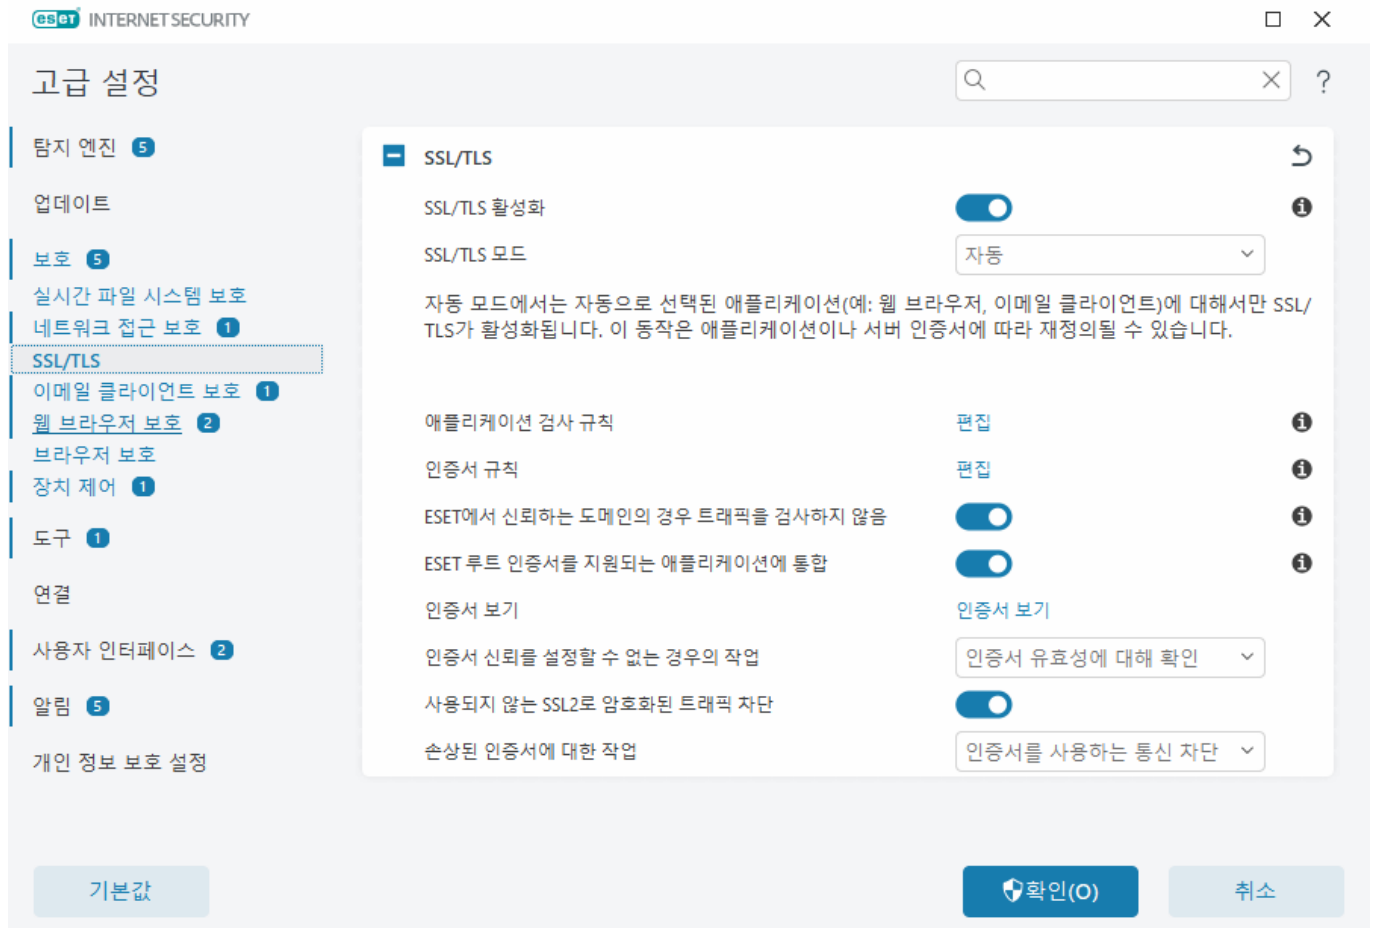 eseT INTERNET SECURITY
고급 설정
?
탐지 엔진 5
업데이트
보호 5
실시간 파일 시스템 보호
네트워크 접근 보호 1
SSL/TLS
이메일 클라이언트 보호 1
웹 브라우저 보호 2
브라우저 보호
장치 제어 1
도구 1
연결
사용자 인터페이스 2
알림 5
개인 정보 보호 설정
SSL/TLS
SSL/TLS 활성화
SSL/TLS 모드 자동
자동 모드에서는 자동으로 선택된 애플리케이션(예: 웹 브라우저, 이메일 클라이언트)에 대해서만 SSL/
TLS가 활성화됩니다. 이 동작은 애플리케이션이나 서버 인증서에 따라 재정의될 수 있습니다.
애플리케이션 검사 규칙 편집
인증서 규칙 편집
ESET에서 신뢰하는 도메인의 경우 트래픽을 검사하지 않음
ESET 루트 인증서를 지원되는 애플리케이션에 통합
인증서 보기 인증서 보기
인증서 신뢰를 설정할 수 없는 경우의 작업 인증서 유효성에 대해 확인
사용되지 않는 SSL2로 암호화된 트래픽 차단
손상된 인증서에 대한 작업 인증서를 사용하는 통신 차단
기본값
확인(O)
취소